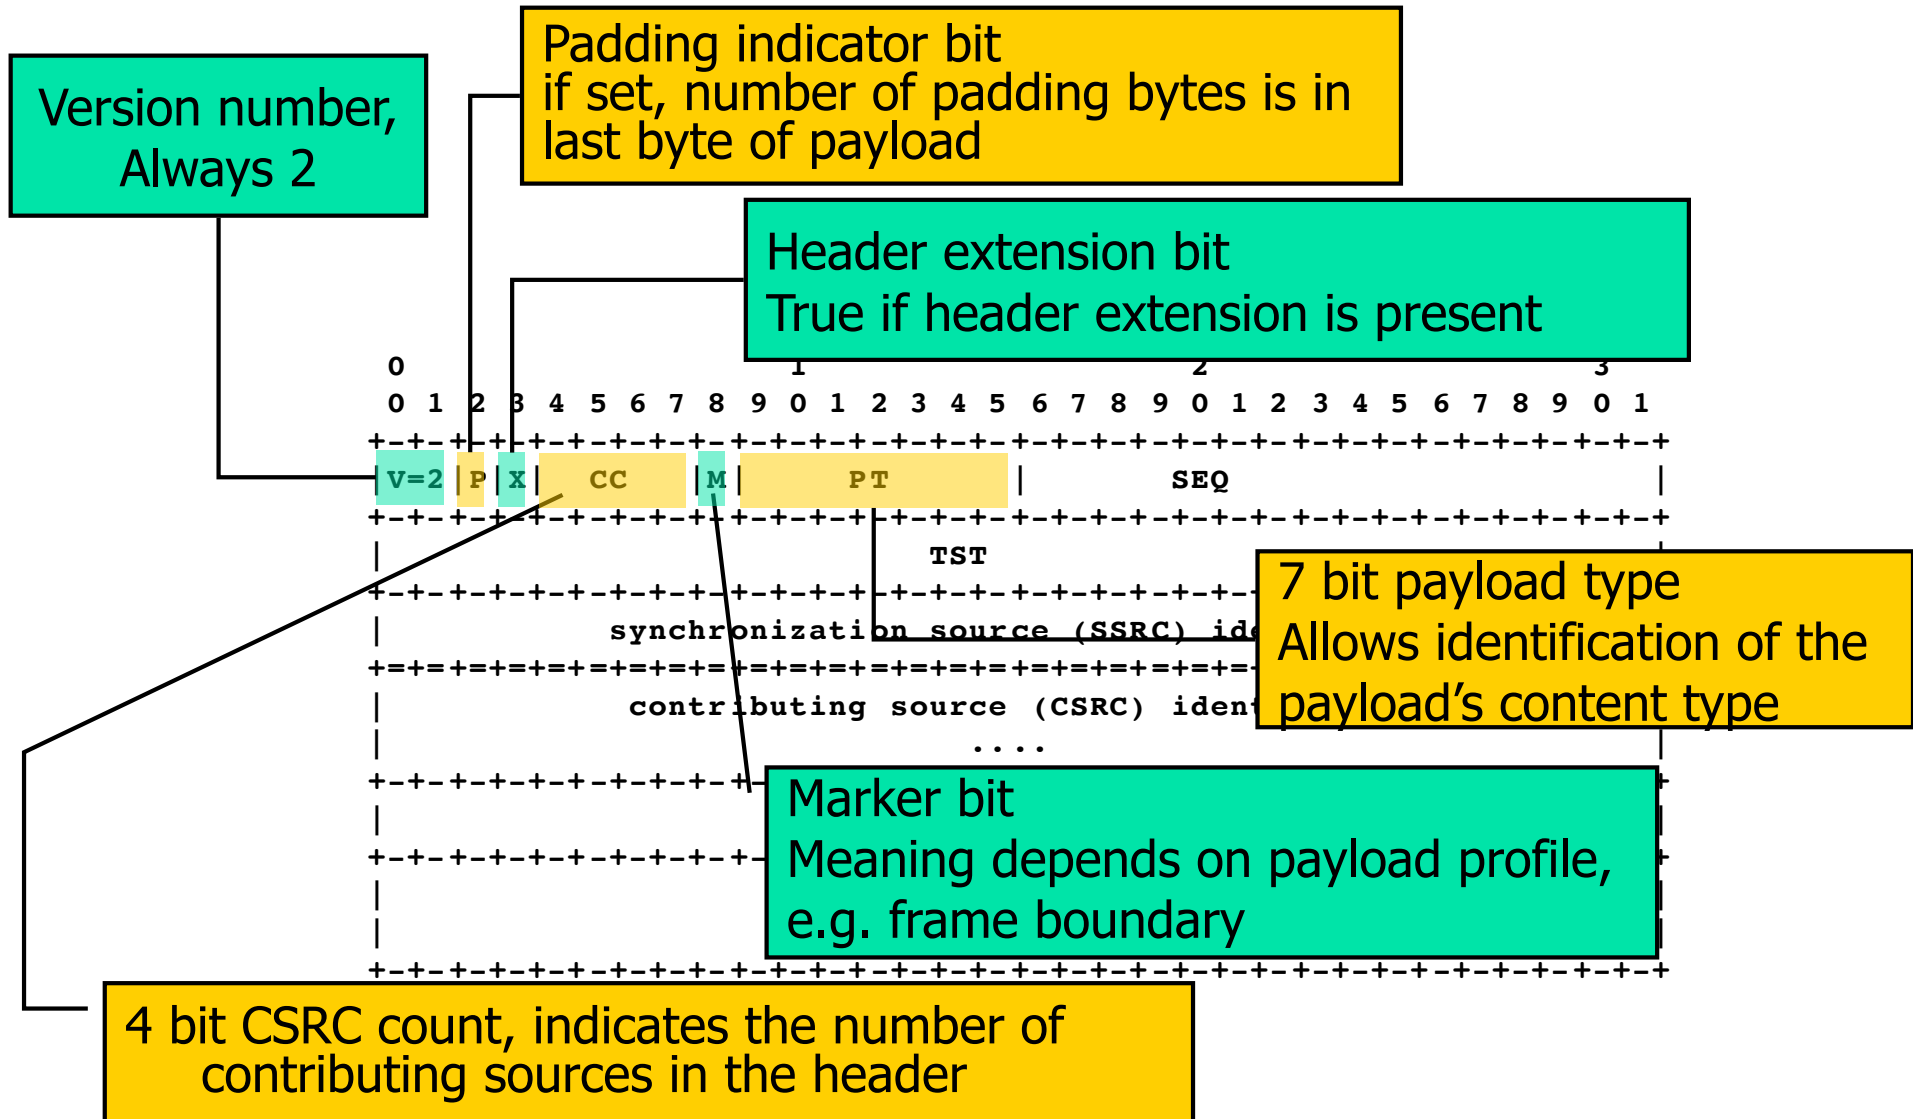 Padding indicator bit
if set, number of padding bytes is in
last byte of payload
Version number,
Always 2
Header extension bit
True if header extension is present
0 1 2 3
0 1 2 3 4 5 6 7 8 9 0 1 2 3 4 5 6 7 8 9 0 1 2 3 4 5 6 7 8 9 0 1
+-+-+-+-+-+-+-+-+-+-+-+-+-+-+-+-+-+-+-+-+-+-+-+-+-+-+-+-+-+-+-+-+
|V=2|P|X| CC |M| PT | SEQ |
+-+-+-+-+-+-+-+-+-+-+-+-+-+-+-+-+-+-+-+-+-+-+-+-+-+-+-+-+-+-+-+-+
| TST
+-+-+-+-+-+-+-+-+-+-+-+-+-+-+-+-+-+-+-+-+-+-
7 bit payload type
Allows identification of the
payload's content type
| synchronization source (SSRC)
+=+=+=+=+=+=+=+=+=+=+=+=+=+=+=+=+=+=+=+=+=+=
| contributing source (CSRC)
| .... |
+-+-+-+-+-+-+-+-+-+-
Marker bit
Meaning depends on payload profile,
e.g. frame boundary
|
+-+-+-+-+-+-+-+-+-+-
|
|
+-+-+-+-+-+-+-+-+-+-+-+-+-+-+-+-+-+-+-+-+-+-+-+-+-+-+-+-+-+-+-+-+
4 bit CSRC count, indicates the number of
contributing sources in the header